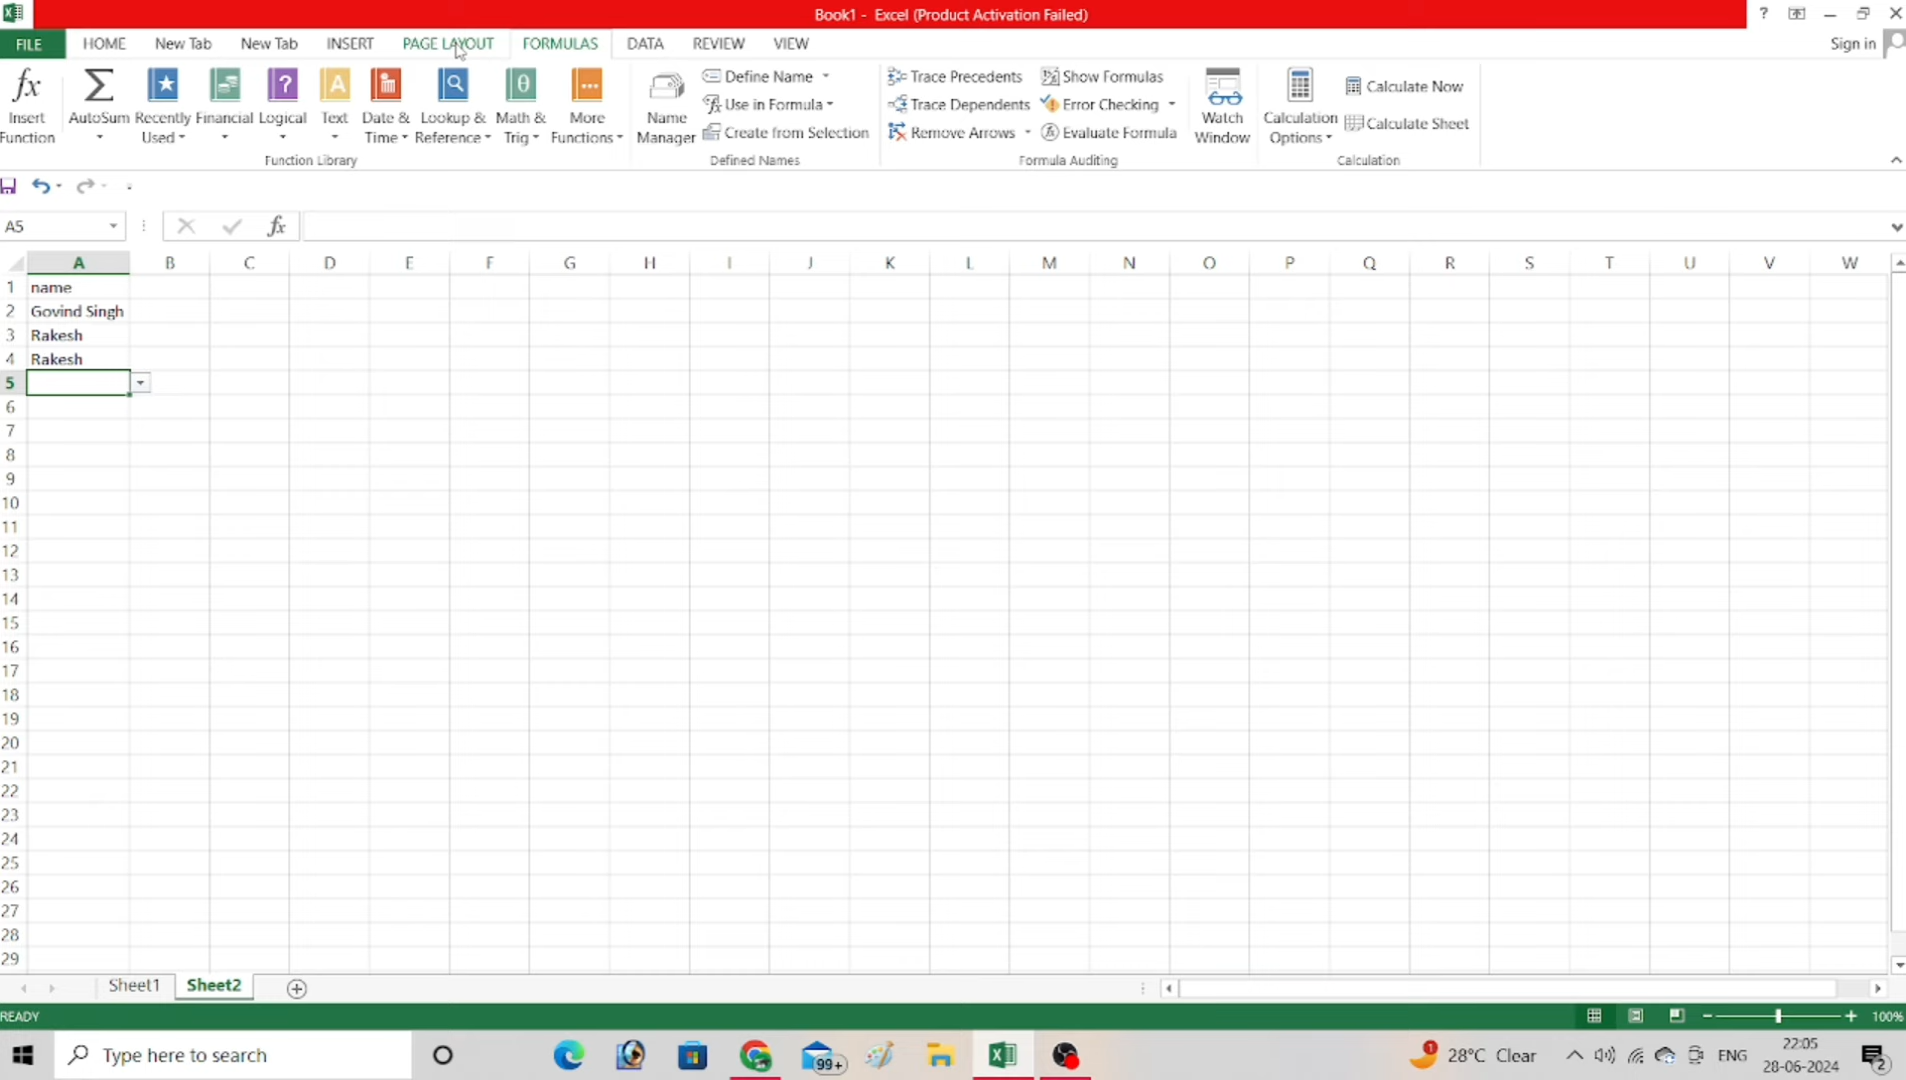 Book1 - Excel (Product Activation Failed)
FILE HOME New Tab New Tab INSERT PAGE LAYOUT FORMULAS DATA REVIEW VIEW Sign in
Insert Function
AutoSum
Recently Used
Financial
Logical
Text
Date & Time
Lookup & Reference
Math & Trig
More Functions
Function Library
Name Manager
Define Name
Use in Formula
Create from Selection
Defined Names
Trace Precedents
Trace Dependents
Remove Arrows
Show Formulas
Error Checking
Evaluate Formula
Formula Auditing
Watch Window
Calculation Options
Calculate Now
Calculate Sheet
Calculation
A5
fx
A B C D E F G H I J K L M N O P Q R S T U V W
1 name
2 Govind Singh
3 Rakesh
4 Rakesh
5
6
7
8
9
10
11
12
13
14
15
16
17
18
19
20
21
22
23
24
25
26
27
28
29
Sheet1 Sheet2
READY 100%
Type here to search
99+
1
28°C Clear
ENG
22:05
28-06-2024
2